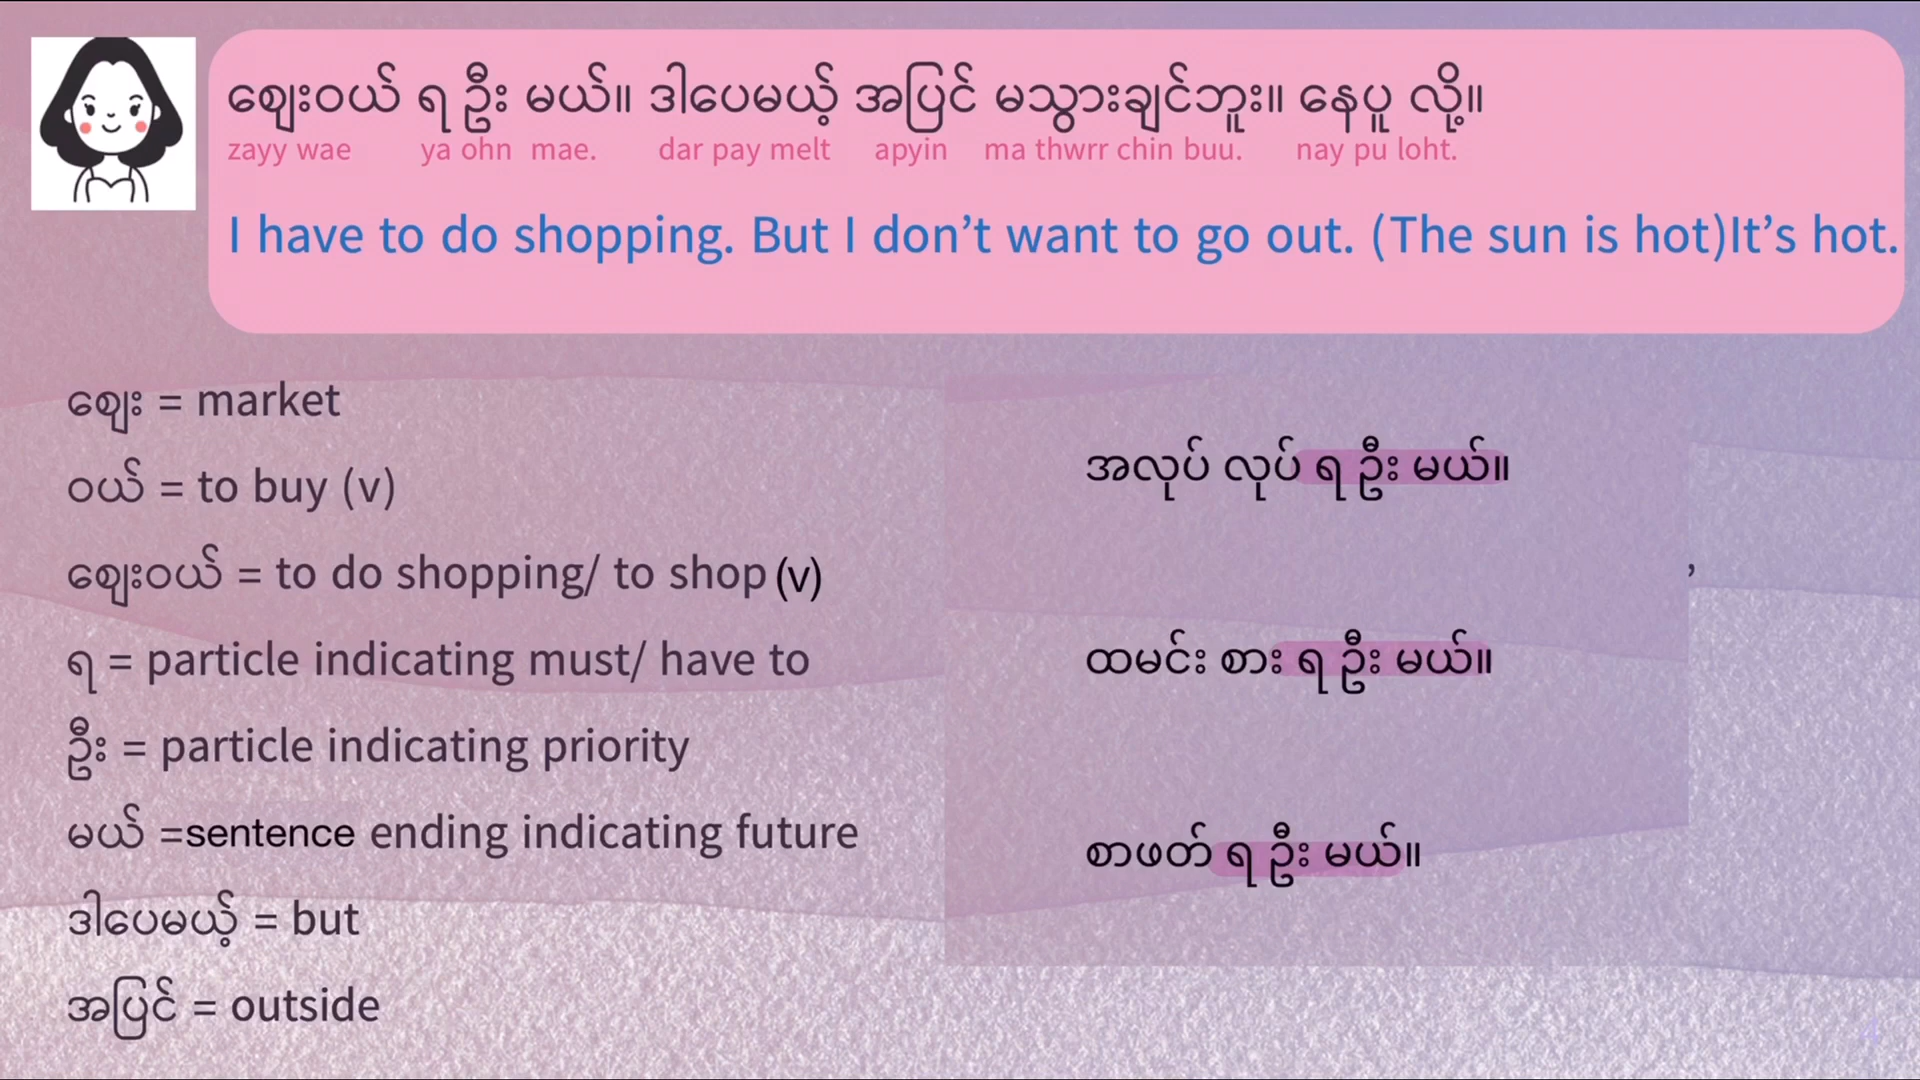 ဈေးဝယ် ရ ဦး မယ်။ ဒါပေမယ့် အပြင် မသွားချင်ဘူး။ နေပူ လို့။
zayy wae ya ohn mae. dar pay melt apyin ma thwrr chin buu. nay pu loht.
I have to do shopping. But I don’t want to go out. (The sun is hot)It’s hot.
ဈေး = market
ဝယ် = to buy (v)
ဈေးဝယ် = to do shopping/ to shop (v)
ရ = particle indicating must/ have to
ဦး = particle indicating priority
မယ် =sentence ending indicating future
ဒါပေမယ့် = but
အပြင် = outside
အလုပ် လုပ် ရ ဦး မယ်။
,
ထမင်း စား ရ ဦး မယ်။
စာဖတ် ရ ဦး မယ်။